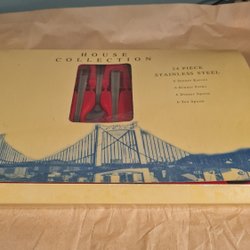 HOUSE
COLLECTION
24 PIECE
STAINLESS STEEL
6 Dinner Knives
6 Dinner Forks
6 Dinner Spoons
6 Tea Spoons